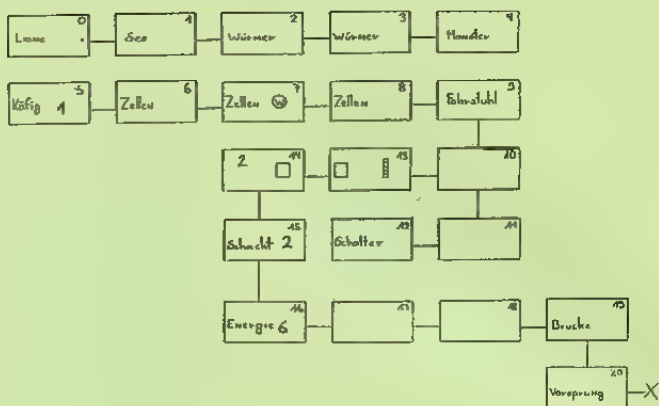 0
1
2
3
4
See
Würmer
Würmer
Monster
5
6
7
8
9
Käfig 1
Zellen
Zellen W
Zellen
Fahrstuhl
14
13
10
2
15
12
11
Schacht 2
Schalter
16
17
18
19
Energie 6
Brücke
20
Vorsprung
X